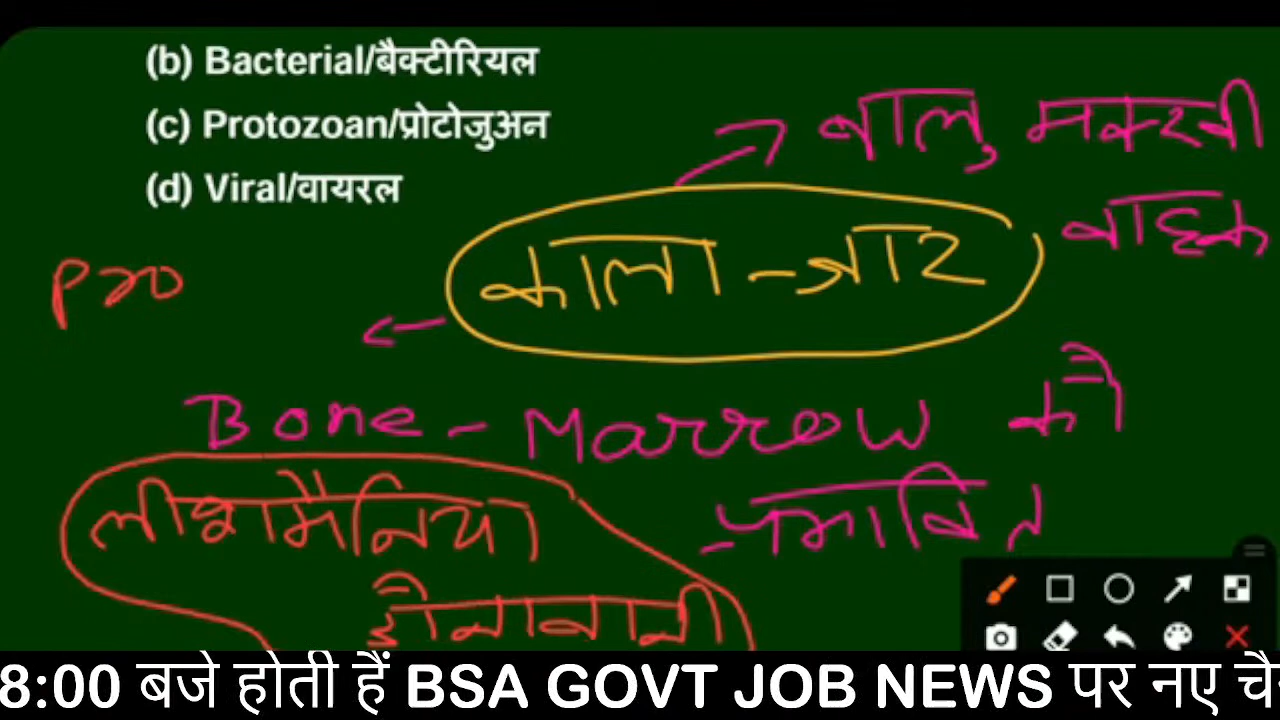 (b) Bacterial/बैक्टीरियल
(c) Protozoan/प्रोटोजुअन
(d) Viral/वायरल
बालु मक्खी
वाहक
काला-जार
Pro
Bone-Marrow को
प्रभावित
लीशमैनिया
डोनावानी
8:00 बजे होती हैं BSA GOVT JOB NEWS पर नए चै